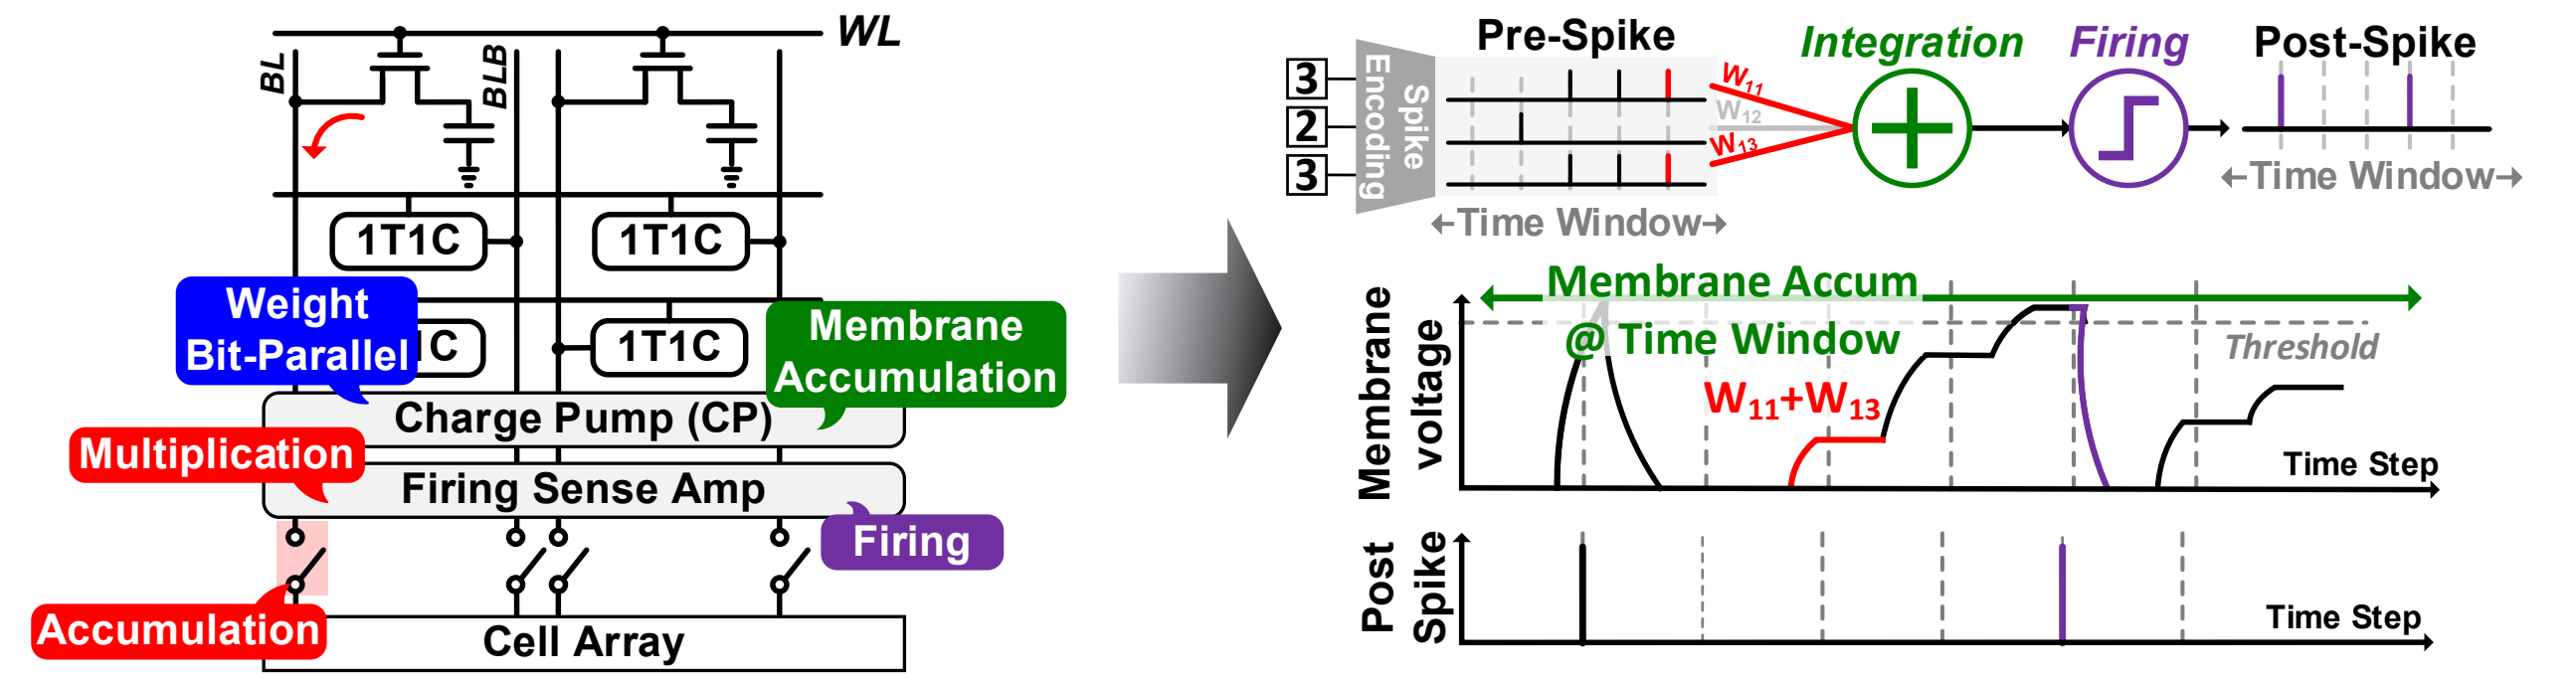 WL
BL
BLB
1T1C
1T1C
Weight
Bit-Parallel
1C
1T1C
Membrane
Accumulation
Charge Pump (CP)
Multiplication
Firing Sense Amp
Firing
Accumulation
Cell Array
Pre-Spike
Integration
Firing
Post-Spike
3
2
3
Spike
Encoding
W11
W12
W13
Time Window
Time Window
Membrane
voltage
Membrane Accum
@ Time Window
Threshold
W11+W13
Time Step
Post
Spike
Time Step